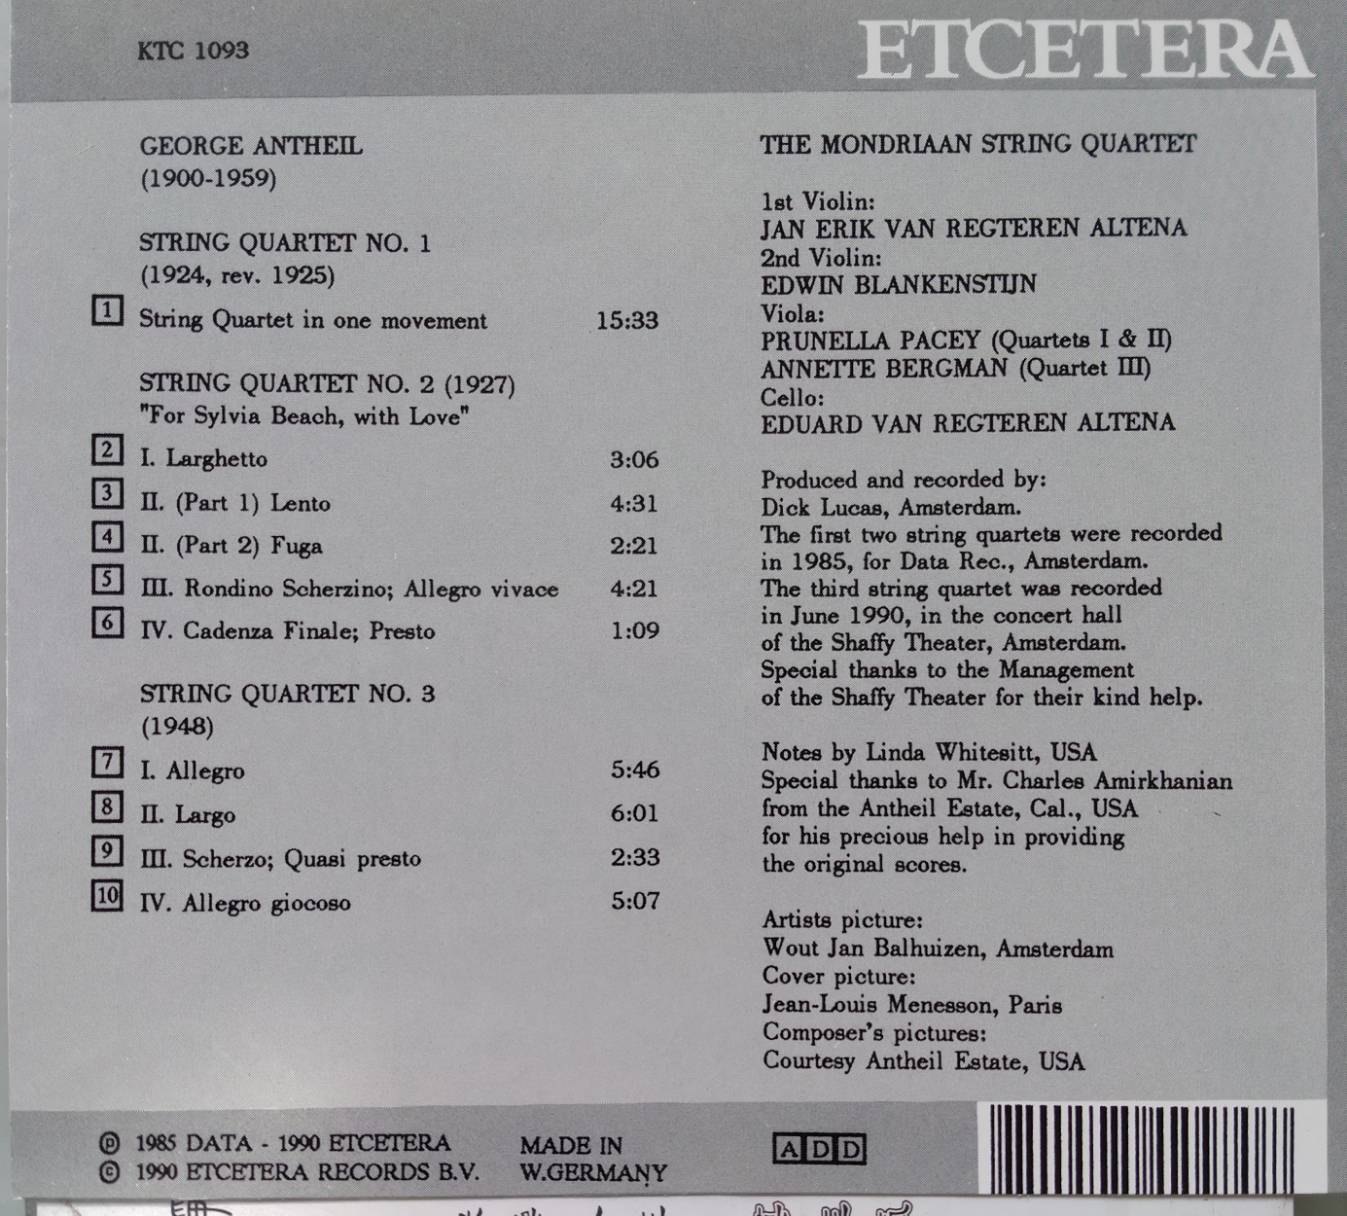 KTC 1093
ETCETERA
GEORGE ANTHEIL
(1900-1959)
STRING QUARTET NO. 1
(1924, rev. 1925)
1 String Quartet in one movement 15:33
STRING QUARTET NO. 2 (1927)
"For Sylvia Beach, with Love"
2 I. Larghetto 3:06
3 II. (Part 1) Lento 4:31
4 II. (Part 2) Fuga 2:21
5 III. Rondino Scherzino; Allegro vivace 4:21
6 IV. Cadenza Finale; Presto 1:09
STRING QUARTET NO. 3
(1948)
7 I. Allegro 5:46
8 II. Largo 6:01
9 III. Scherzo; Quasi presto 2:33
10 IV. Allegro giocoso 5:07
THE MONDRIAAN STRING QUARTET
1st Violin:
JAN ERIK VAN REGTEREN ALTENA
2nd Violin:
EDWIN BLANKENSTIJN
Viola:
PRUNELLA PACEY (Quartets I & II)
ANNETTE BERGMAN (Quartet III)
Cello:
EDUARD VAN REGTEREN ALTENA
Produced and recorded by:
Dick Lucas, Amsterdam.
The first two string quartets were recorded
in 1985, for Data Rec., Amsterdam.
The third string quartet was recorded
in June 1990, in the concert hall
of the Shaffy Theater, Amsterdam.
Special thanks to the Management
of the Shaffy Theater for their kind help.
Notes by Linda Whitesitt, USA
Special thanks to Mr. Charles Amirkhanian
from the Antheil Estate, Cal., USA
for his precious help in providing
the original scores.
Artists picture:
Wout Jan Balhuizen, Amsterdam
Cover picture:
Jean-Louis Menesson, Paris
Composer's pictures:
Courtesy Antheil Estate, USA
℗ 1985 DATA - 1990 ETCETERA
© 1990 ETCETERA RECORDS B.V.
MADE IN
W.GERMANY
ADD